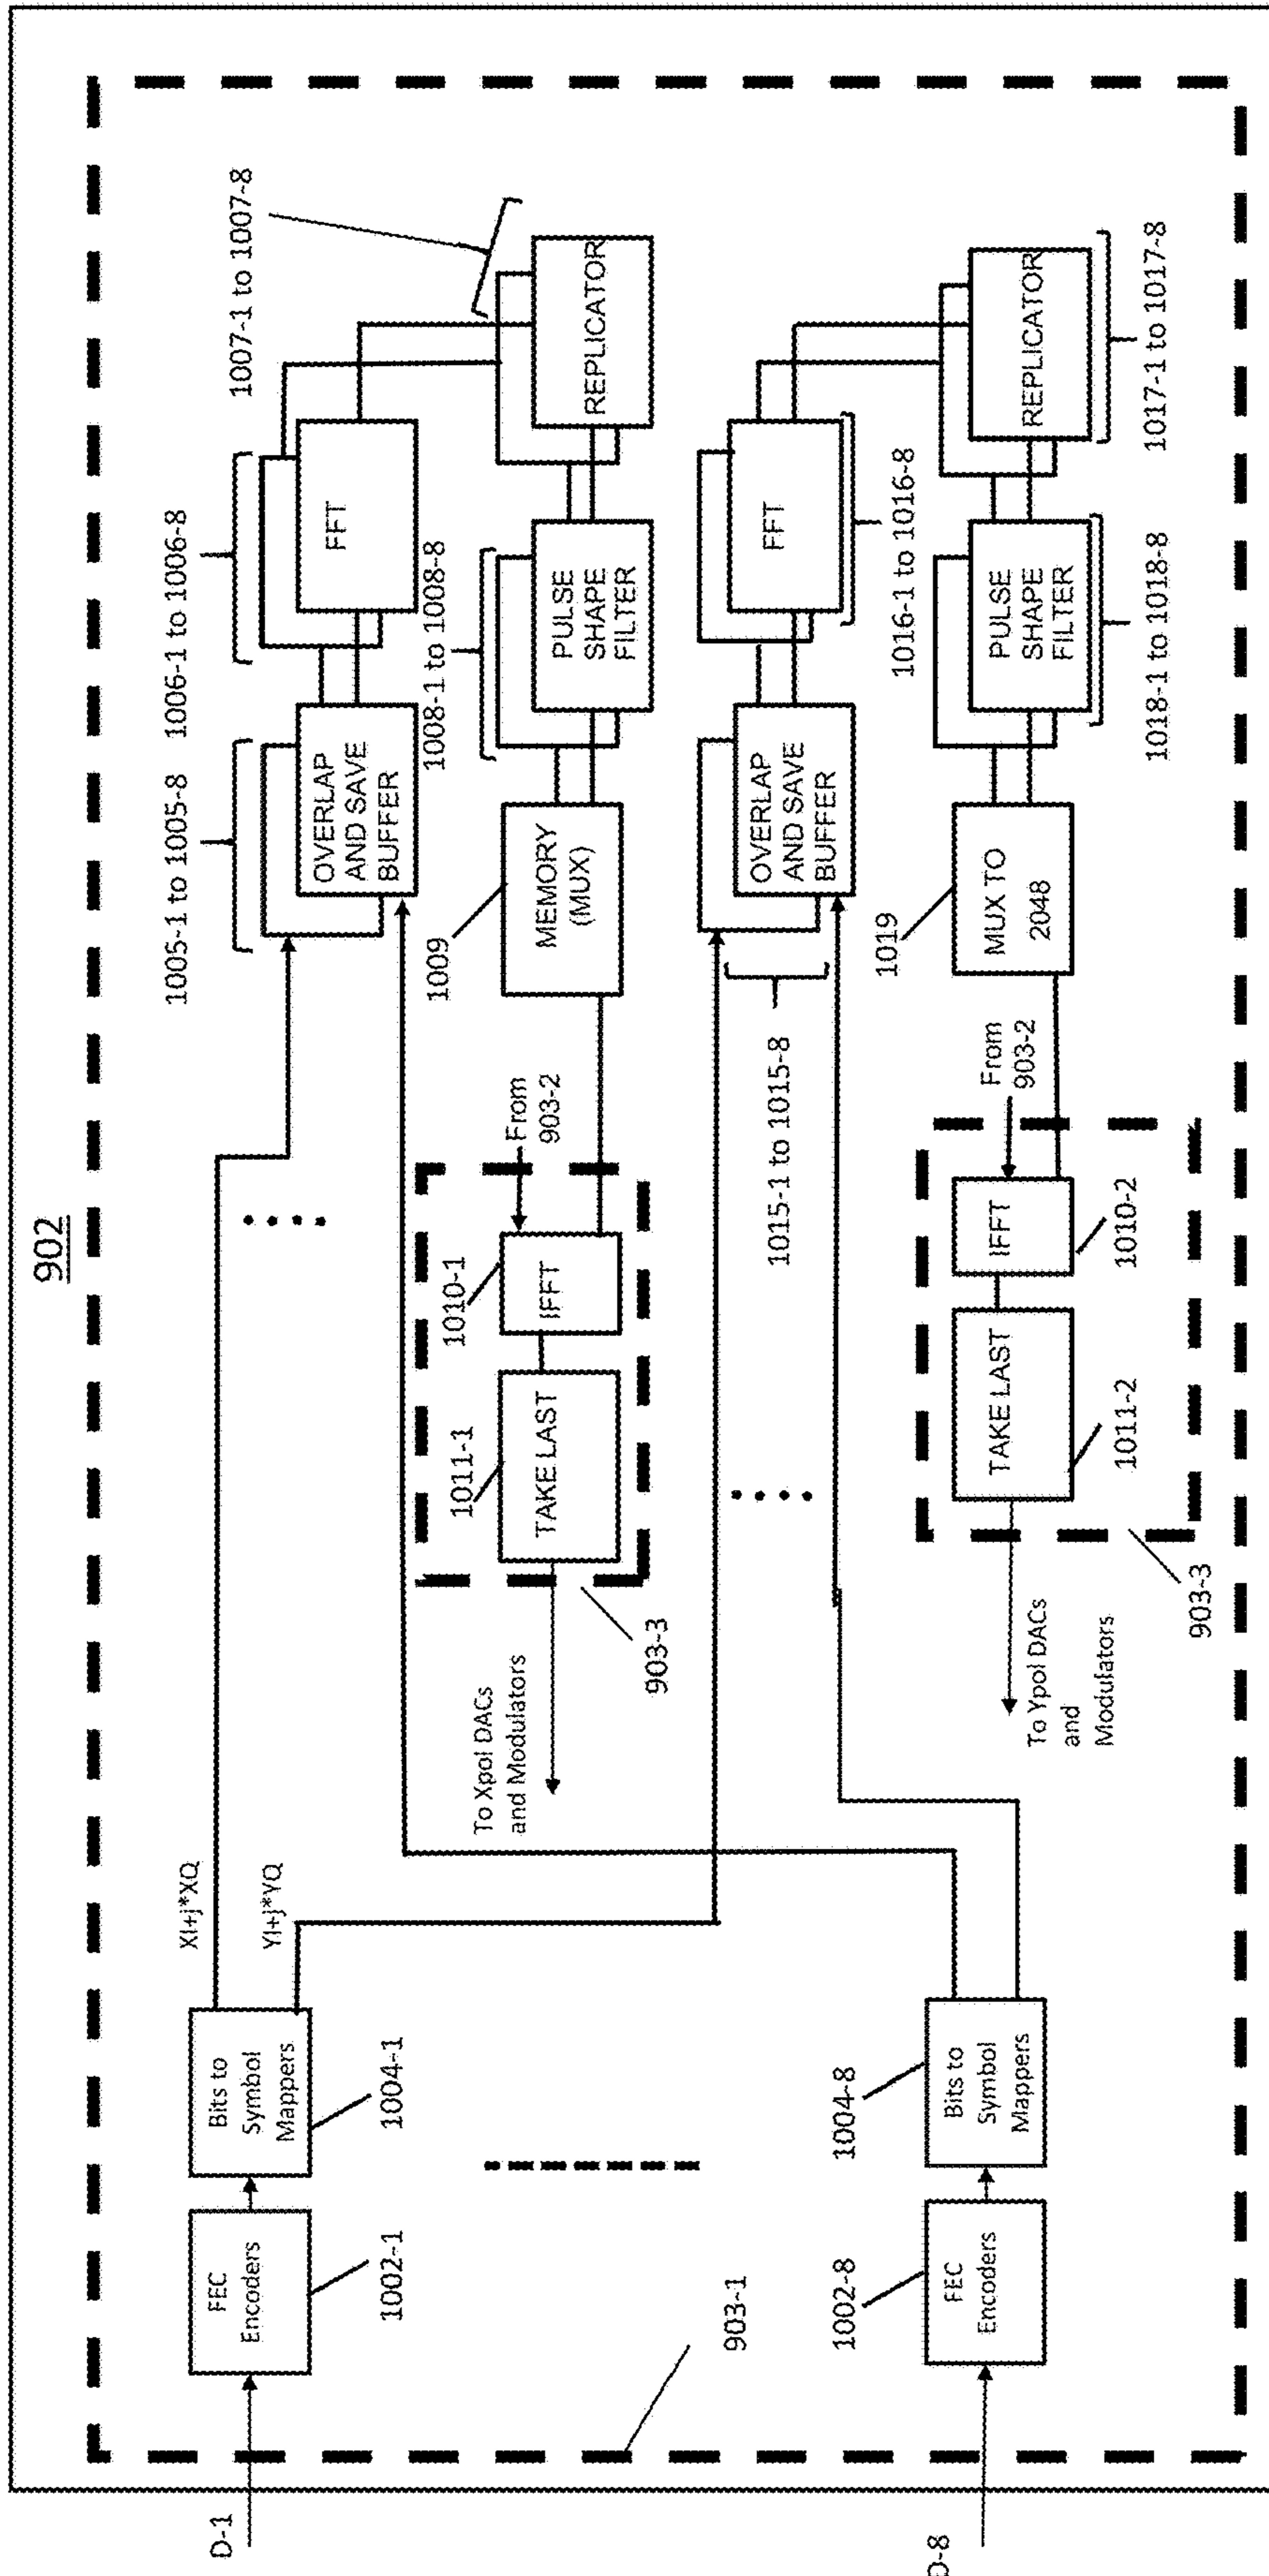 902
D-1
FEC
Encoders
1002-1
Bits to
Symbol
Mappers
1004-1
XI+j*XQ
YI+j*YQ
1005-1 to 1005-8
OVERLAP
AND SAVE
BUFFER
1006-1 to 1006-8
FFT
1007-1 to 1007-8
REPLICATOR
1008-1 to 1008-8
PULSE
SHAPE
FILTER
1009
MEMORY
(MUX)
From
903-2
1010-1
IFFT
1011-1
TAKE LAST
To Xpol DACs
and Modulators
903-3
1015-1 to 1015-8
OVERLAP
AND SAVE
BUFFER
FFT
1016-1 to 1016-8
REPLICATOR
1017-1 to 1017-8
PULSE
SHAPE
FILTER
1018-1 to 1018-8
1019
MUX TO
2048
From
903-2
IFFT
1010-2
TAKE LAST
1011-2
To Ypol DACs
and
Modulators
903-3
903-1
D-8
FEC
Encoders
1002-8
Bits to
Symbol
Mappers
1004-8